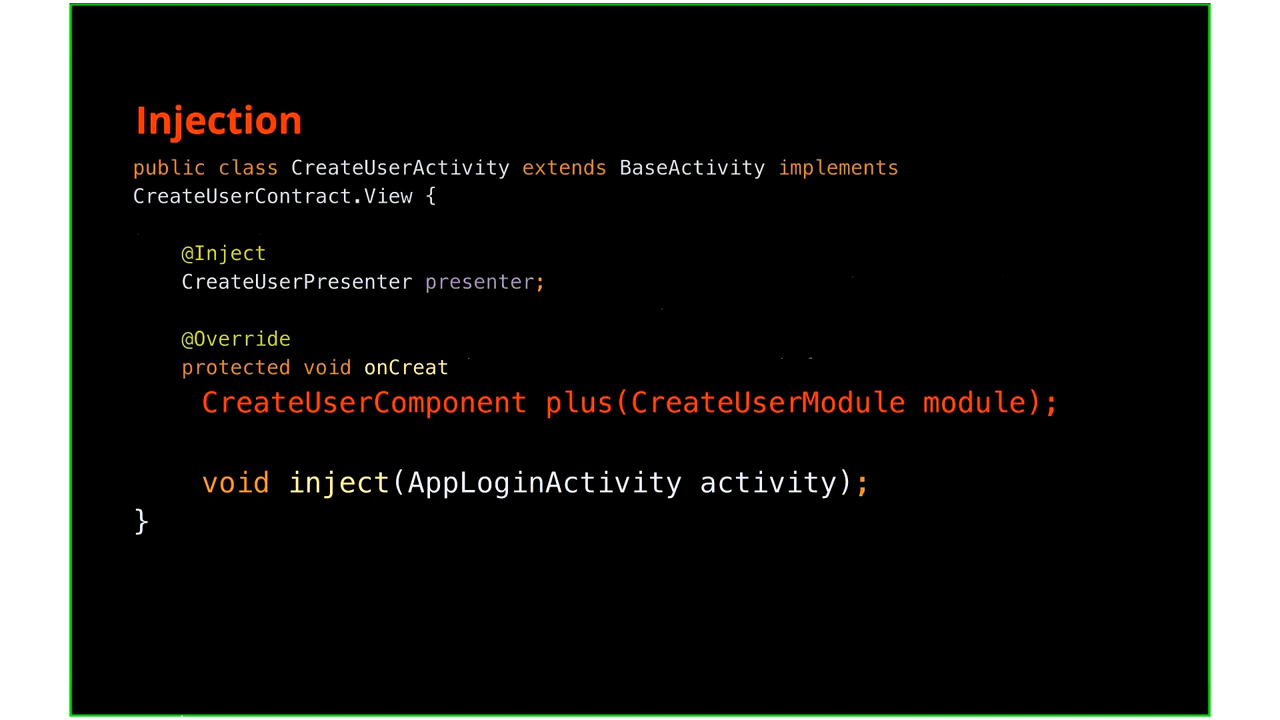 Injection
public class CreateUserActivity extends BaseActivity implements
CreateUserContract.View {
@Inject
CreateUserPresenter presenter;
@Override
protected void onCreat
CreateUserComponent plus(CreateUserModule module);
void inject(AppLoginActivity activity);
}